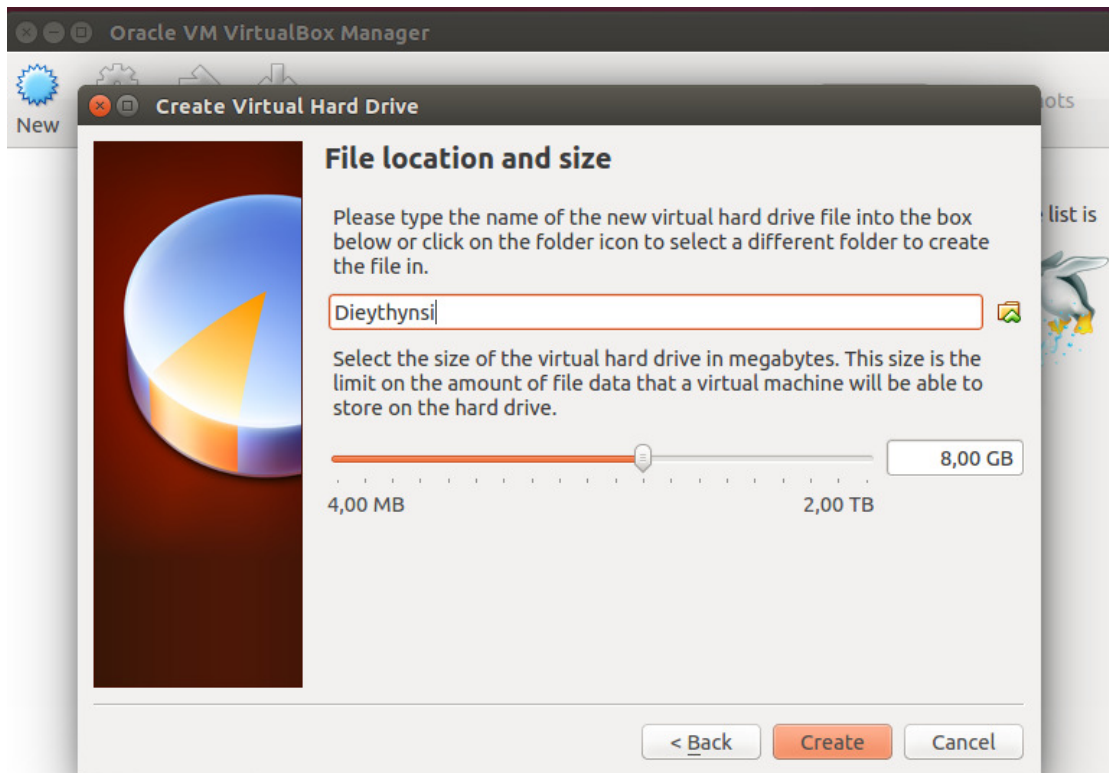 Oracle VM VirtualBox Manager
New
Create Virtual Hard Drive
ots
File location and size
Please type the name of the new virtual hard drive file into the box
below or click on the folder icon to select a different folder to create
the file in.
list is
Dieythynsi
Select the size of the virtual hard drive in megabytes. This size is the
limit on the amount of file data that a virtual machine will be able to
store on the hard drive.
8,00 GB
4,00 MB
2,00 TB
< Back
Create
Cancel